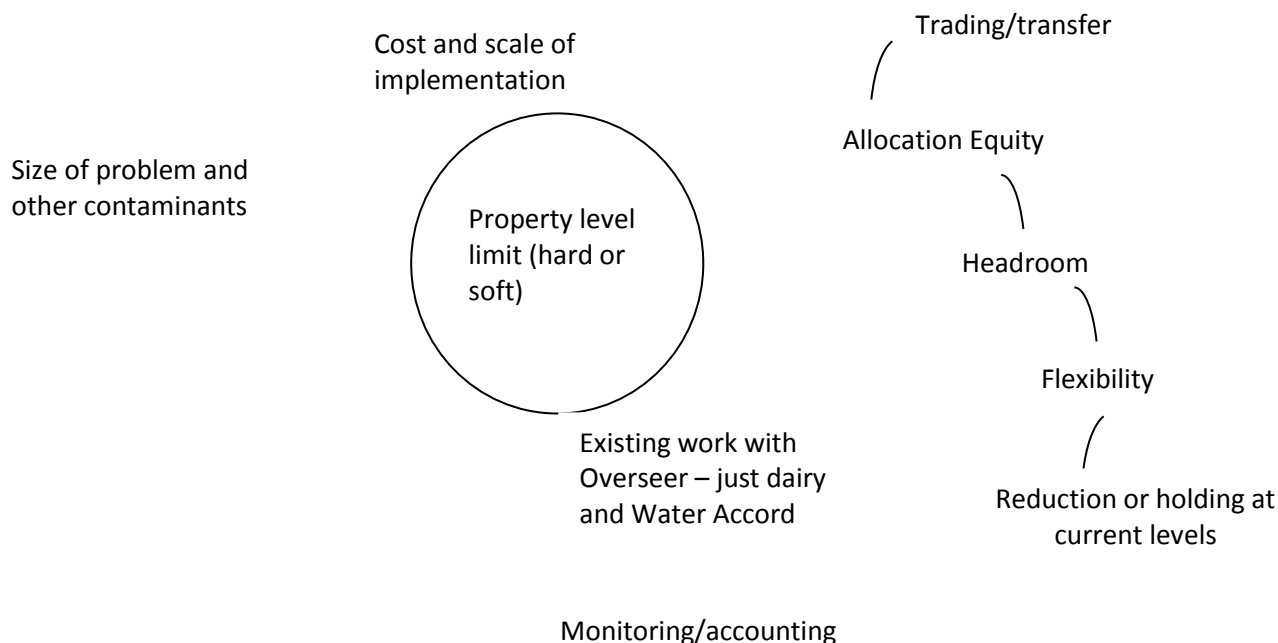 Trading/transfer
Cost and scale of
implementation
Allocation Equity
Size of problem and
other contaminants
Property level
limit (hard or
soft)
Headroom
Flexibility
Existing work with
Overseer – just dairy
and Water Accord
Reduction or holding at
current levels
Monitoring/accounting